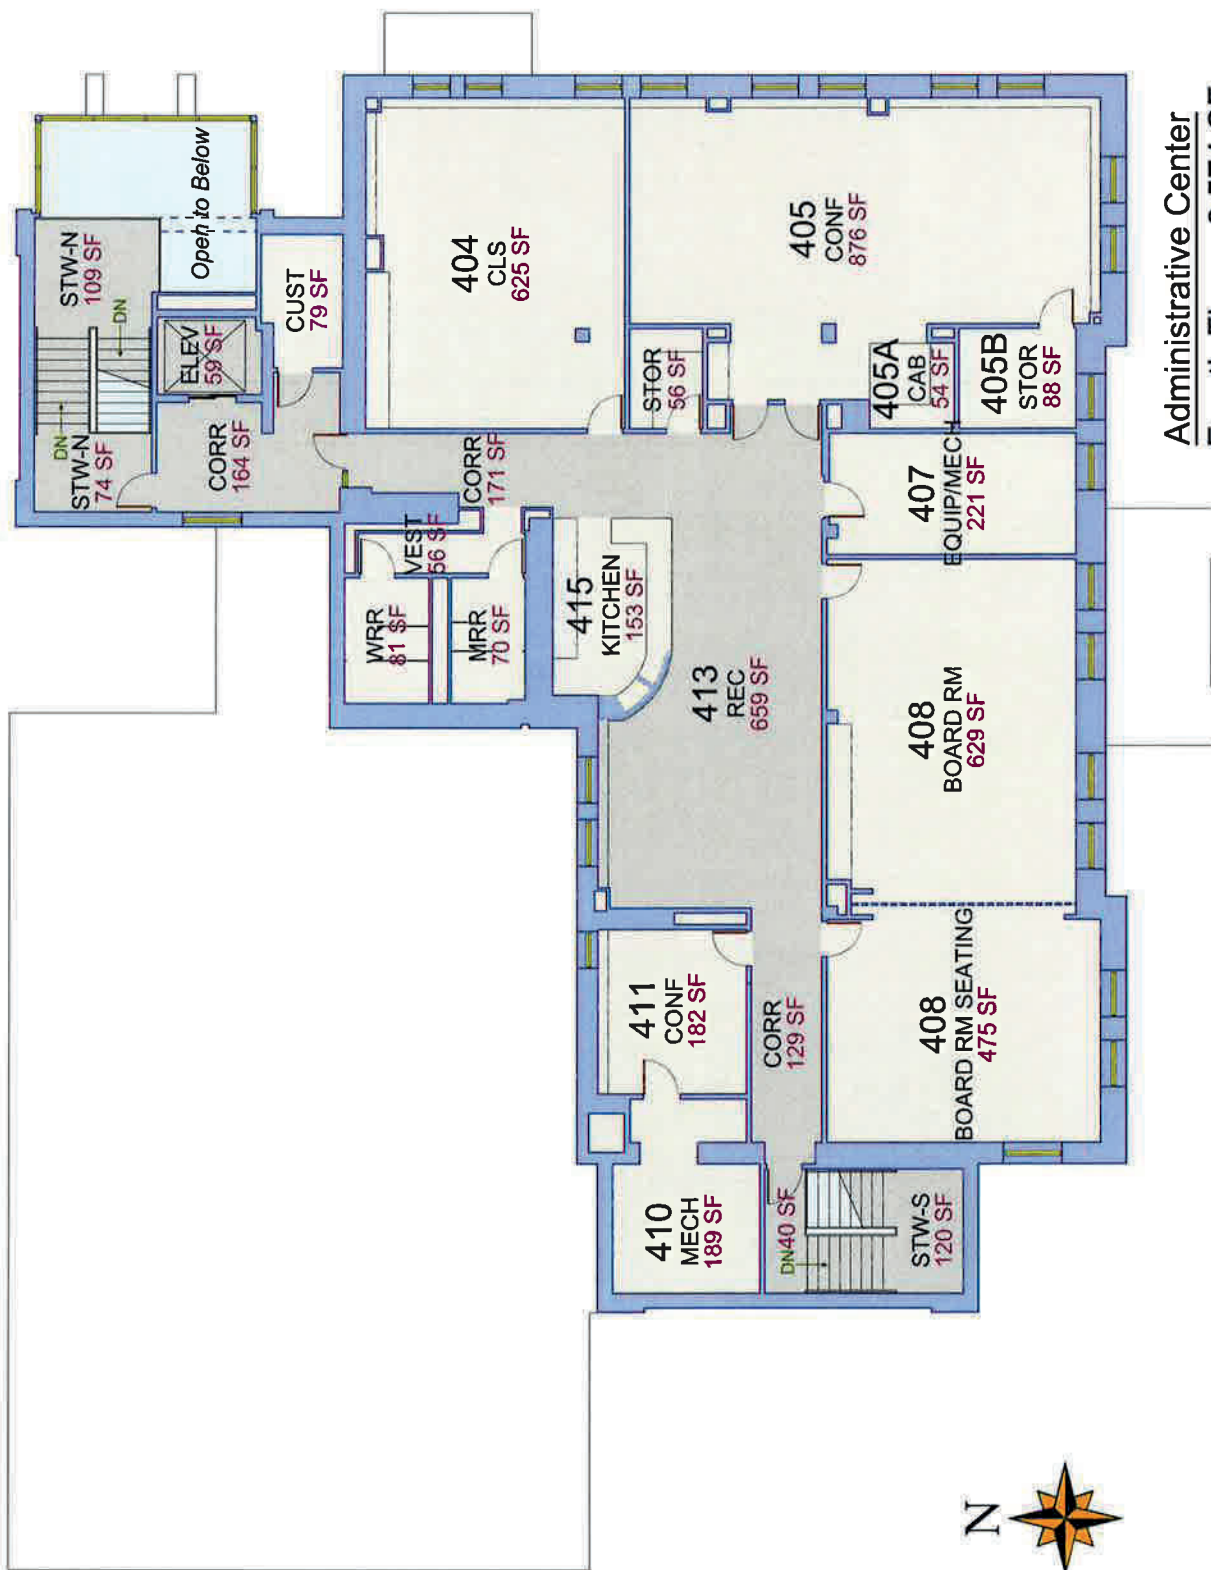 STW-N
109 SF
DN
DN
STW-N
74 SF
Open to Below
ELEV
59 SF
CUST
79 SF
CORR
164 SF
404
CLS
625 SF
CORR
171 SF
VEST
56 SF
WRR
81 SF
MRR
70 SF
STOR
56 SF
405
CONF
876 SF
405A
CAB
54 SF
405B
STOR
88 SF
415
KITCHEN
153 SF
407
EQUIP/MECH
221 SF
413
REC
659 SF
408
BOARD RM
629 SF
411
CONF
182 SF
CORR
129 SF
408
BOARD RM SEATING
475 SF
410
MECH
189 SF
40 SF
DN
STW-S
120 SF
N
Administrative Center